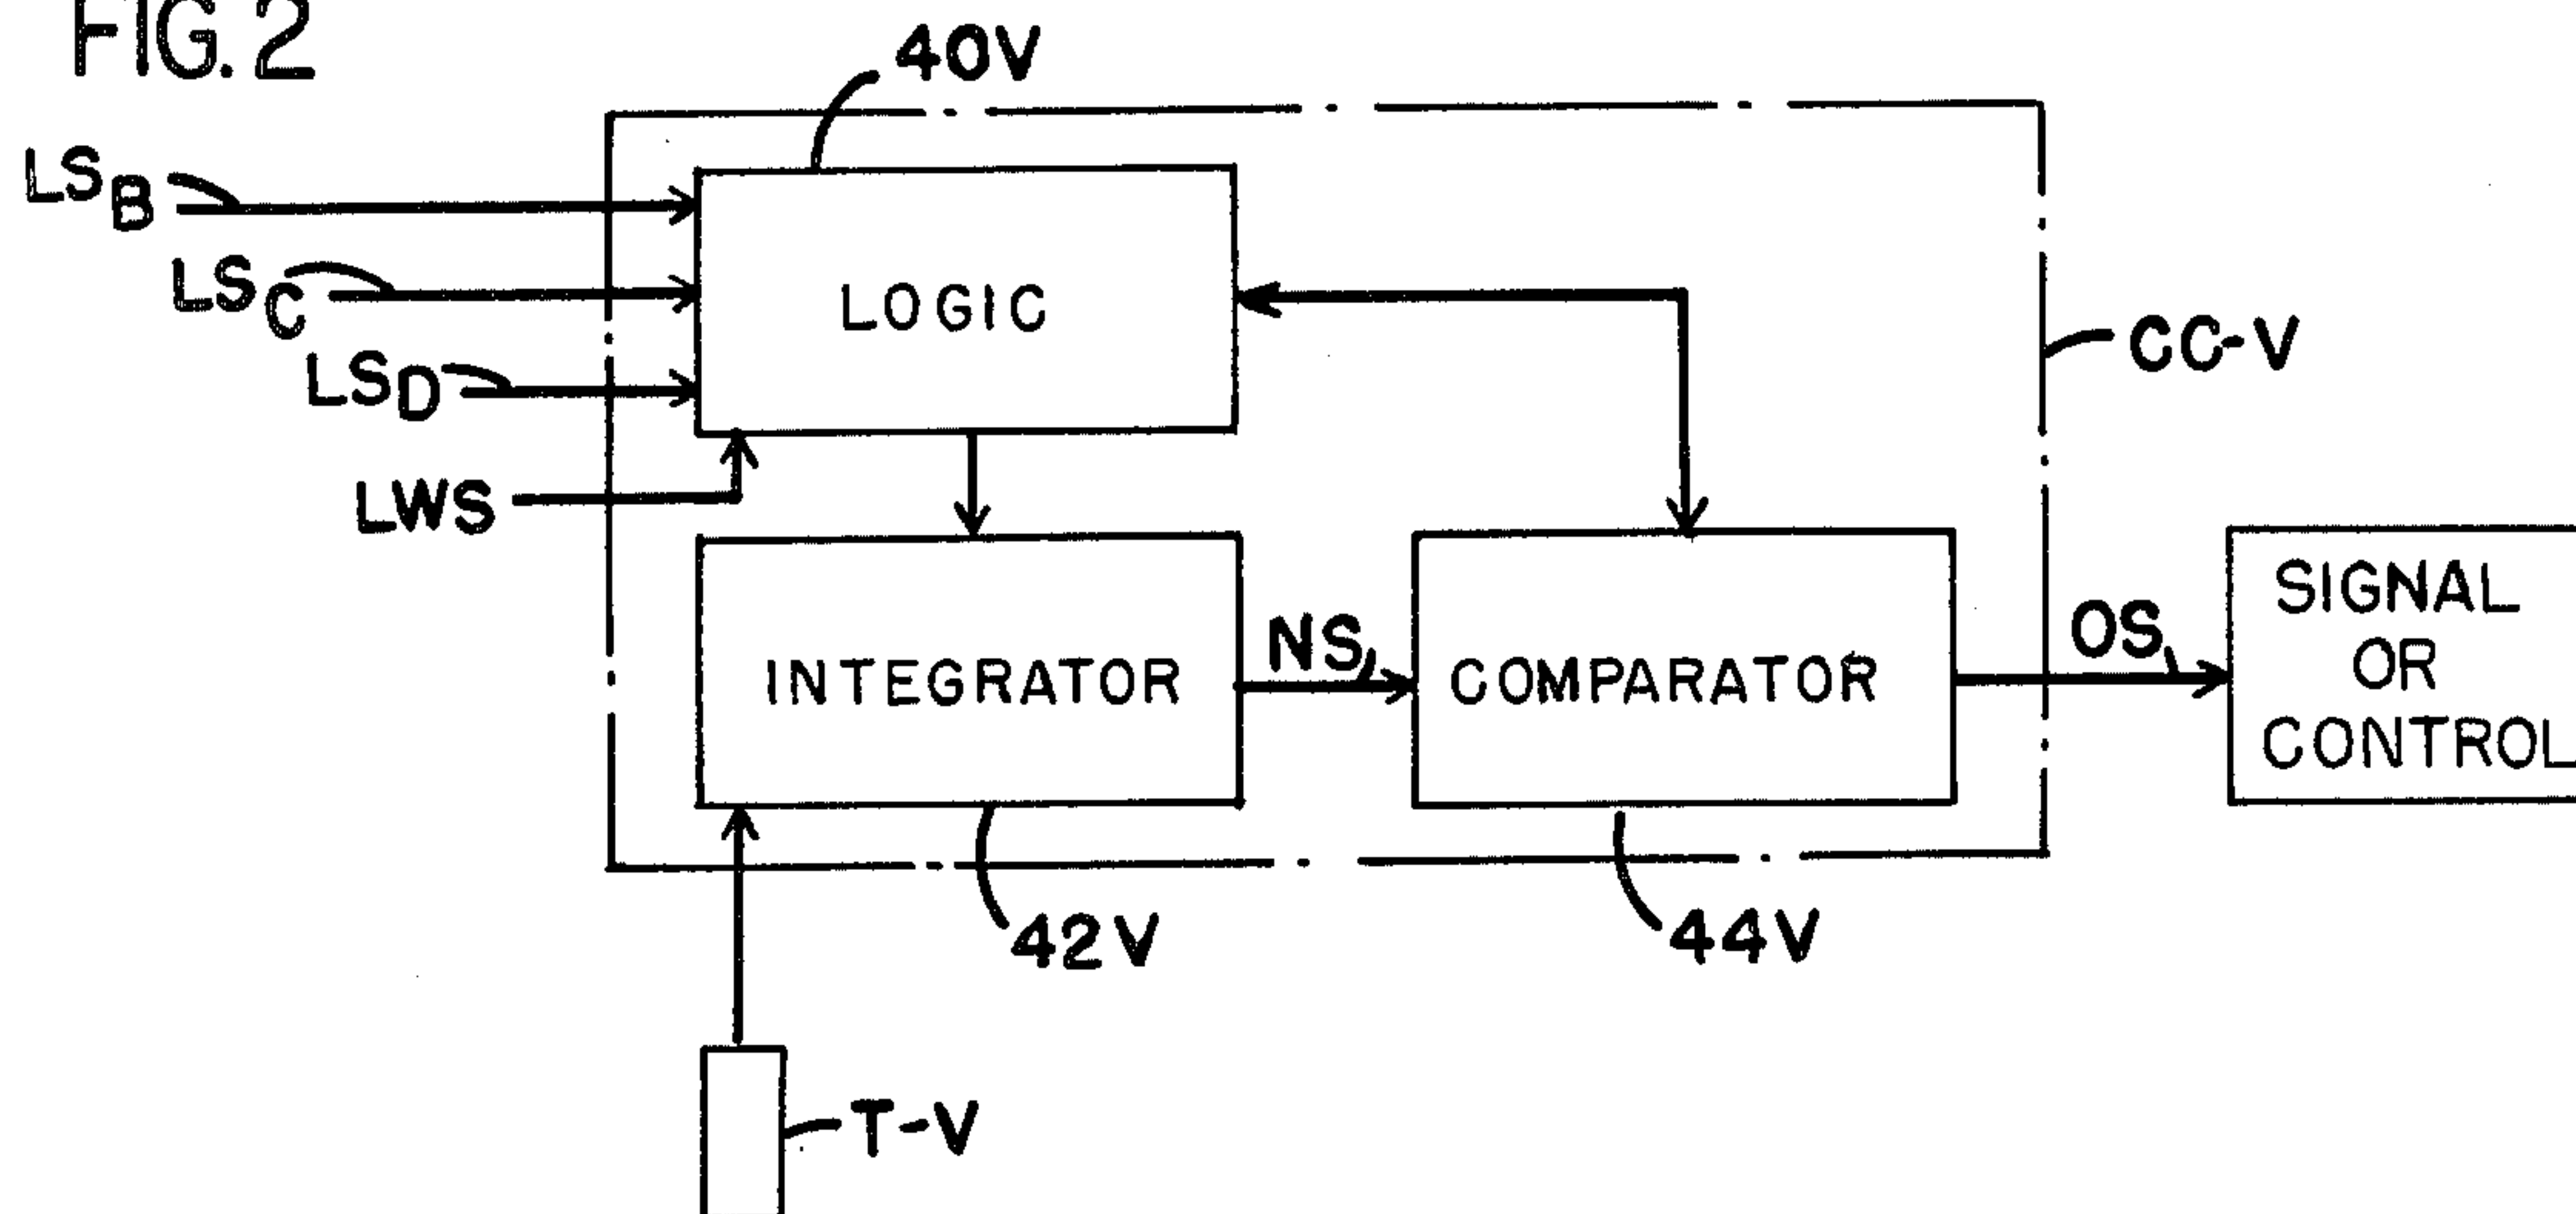 FIG. 2
40V
LSB
LSC
LSD
LWS
LOGIC
CC-V
INTEGRATOR
NS
COMPARATOR
OS
SIGNAL
OR
CONTROL
42V
44V
T-V